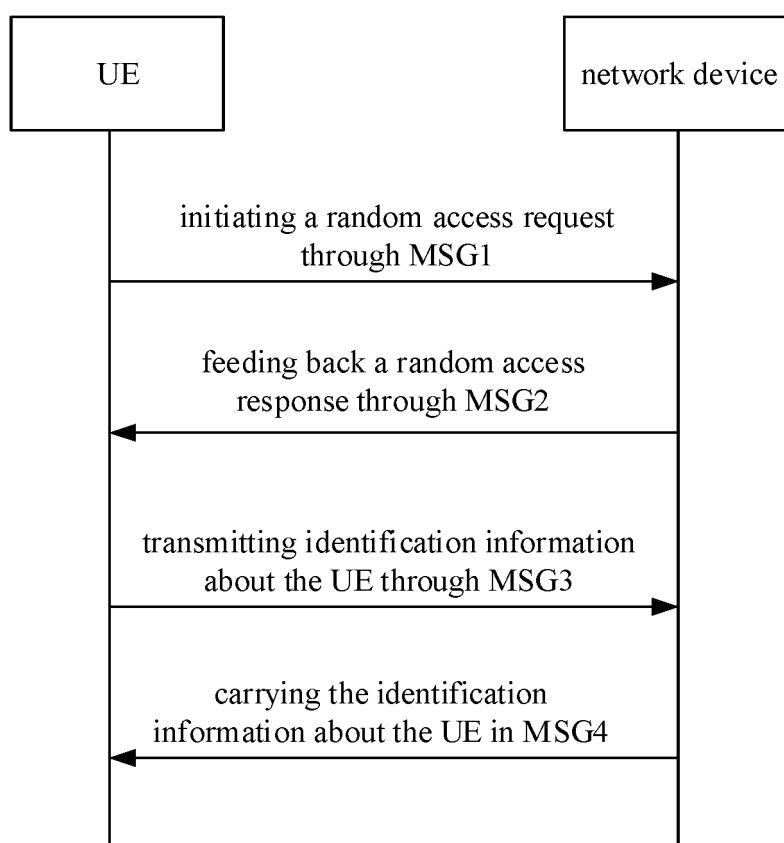 UE
network device
initiating a random access request
through MSG1
feeding back a random access
response through MSG2
transmitting identification information
about the UE through MSG3
carrying the identification
information about the UE in MSG4